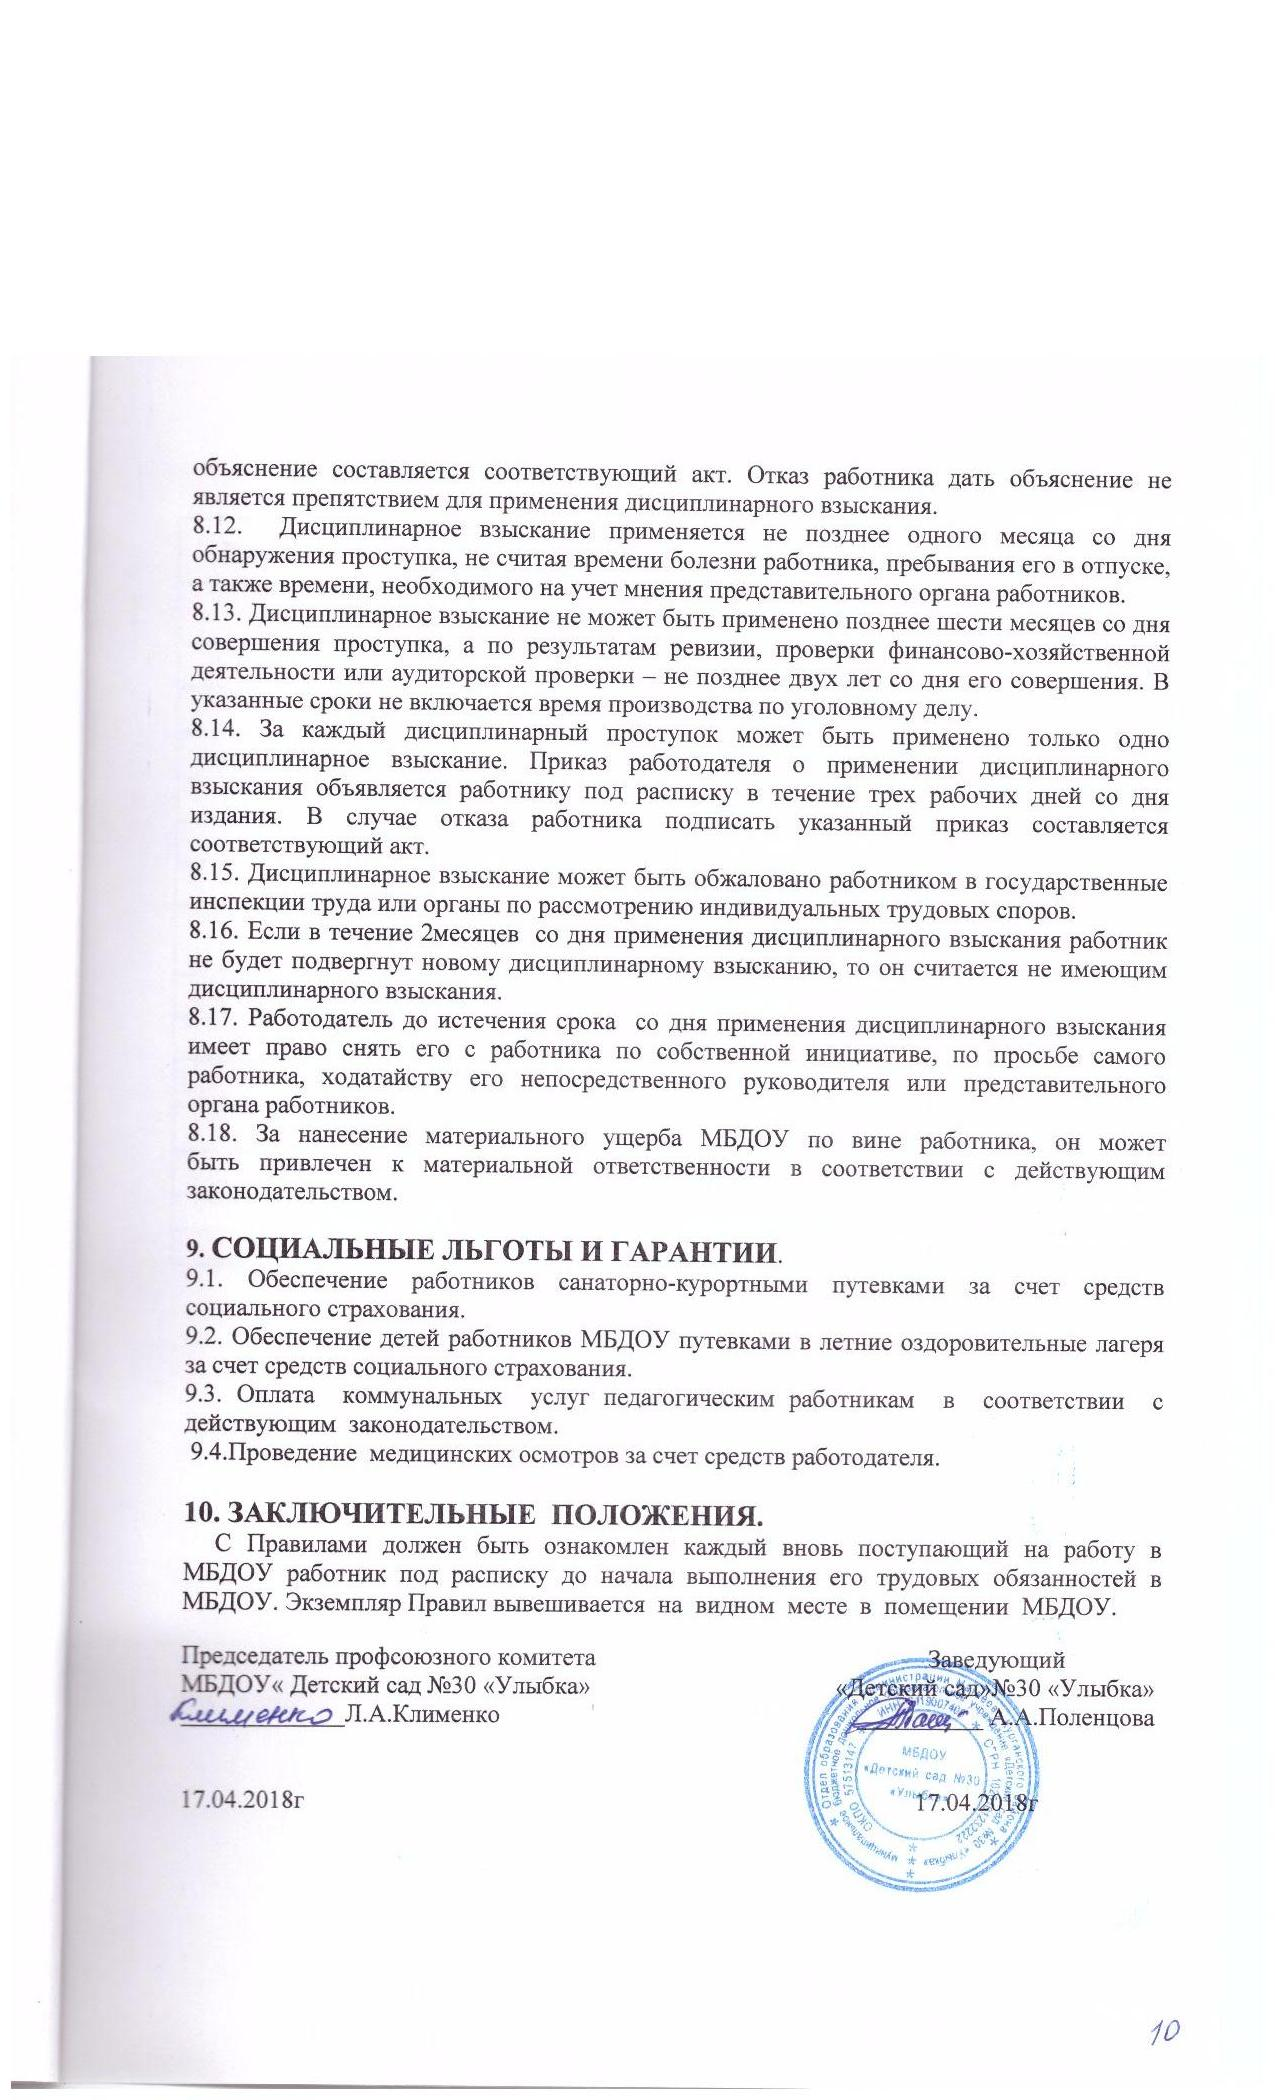 объяснение составляется соответствующий акт. Отказ работника дать объяснение не
является препятствием для применения дисциплинарного взыскания.
8.12. Дисциплинарное взыскание применяется не позднее одного месяца со дня
обнаружения проступка, не считая времени болезни работника, пребывания его в отпуске,
а также времени, необходимого на учет мнения представительного органа работников.
8.13. Дисциплинарное взыскание не может быть применено позднее шести месяцев со дня
совершения проступка, а по результатам ревизии, проверки финансово-хозяйственной
деятельности или аудиторской проверки – не позднее двух лет со дня его совершения. В
указанные сроки не включается время производства по уголовному делу.
8.14. За каждый дисциплинарный проступок может быть применено только одно
дисциплинарное взыскание. Приказ работодателя о применении дисциплинарного
взыскания объявляется работнику под расписку в течение трех рабочих дней со дня
издания. В случае отказа работника подписать указанный приказ составляется
соответствующий акт.
8.15. Дисциплинарное взыскание может быть обжаловано работником в государственные
инспекции труда или органы по рассмотрению индивидуальных трудовых споров.
8.16. Если в течение 2месяцев со дня применения дисциплинарного взыскания работник
не будет подвергнут новому дисциплинарному взысканию, то он считается не имеющим
дисциплинарного взыскания.
8.17. Работодатель до истечения срока со дня применения дисциплинарного взыскания
имеет право снять его с работника по собственной инициативе, по просьбе самого
работника, ходатайству его непосредственного руководителя или представительного
органа работников.
8.18. За нанесение материального ущерба МБДОУ по вине работника, он может
быть привлечен к материальной ответственности в соответствии с действующим
законодательством.
9. СОЦИАЛЬНЫЕ ЛЬГОТЫ И ГАРАНТИИ.
9.1. Обеспечение работников санаторно-курортными путевками за счет средств
социального страхования.
9.2. Обеспечение детей работников МБДОУ путевками в летние оздоровительные лагеря
за счет средств социального страхования.
9.3. Оплата коммунальных услуг педагогическим работникам в соответствии с
действующим законодательством.
9.4.Проведение медицинских осмотров за счет средств работодателя.
10. ЗАКЛЮЧИТЕЛЬНЫЕ ПОЛОЖЕНИЯ.
С Правилами должен быть ознакомлен каждый вновь поступающий на работу в
МБДОУ работник под расписку до начала выполнения его трудовых обязанностей в
МБДОУ. Экземпляр Правил вывешивается на видном месте в помещении МБДОУ.
Председатель профсоюзного комитета Заведующий
МБДОУ« Детский сад №30 «Улыбка» «Детский сад»№30 «Улыбка»
Клименко Л.А.Клименко А.А.Поленцова
МБДОУ
«Детский сад №30
«Улыбка»
ОКПО 57513147
17.04.2018г 17.04.2018г
10